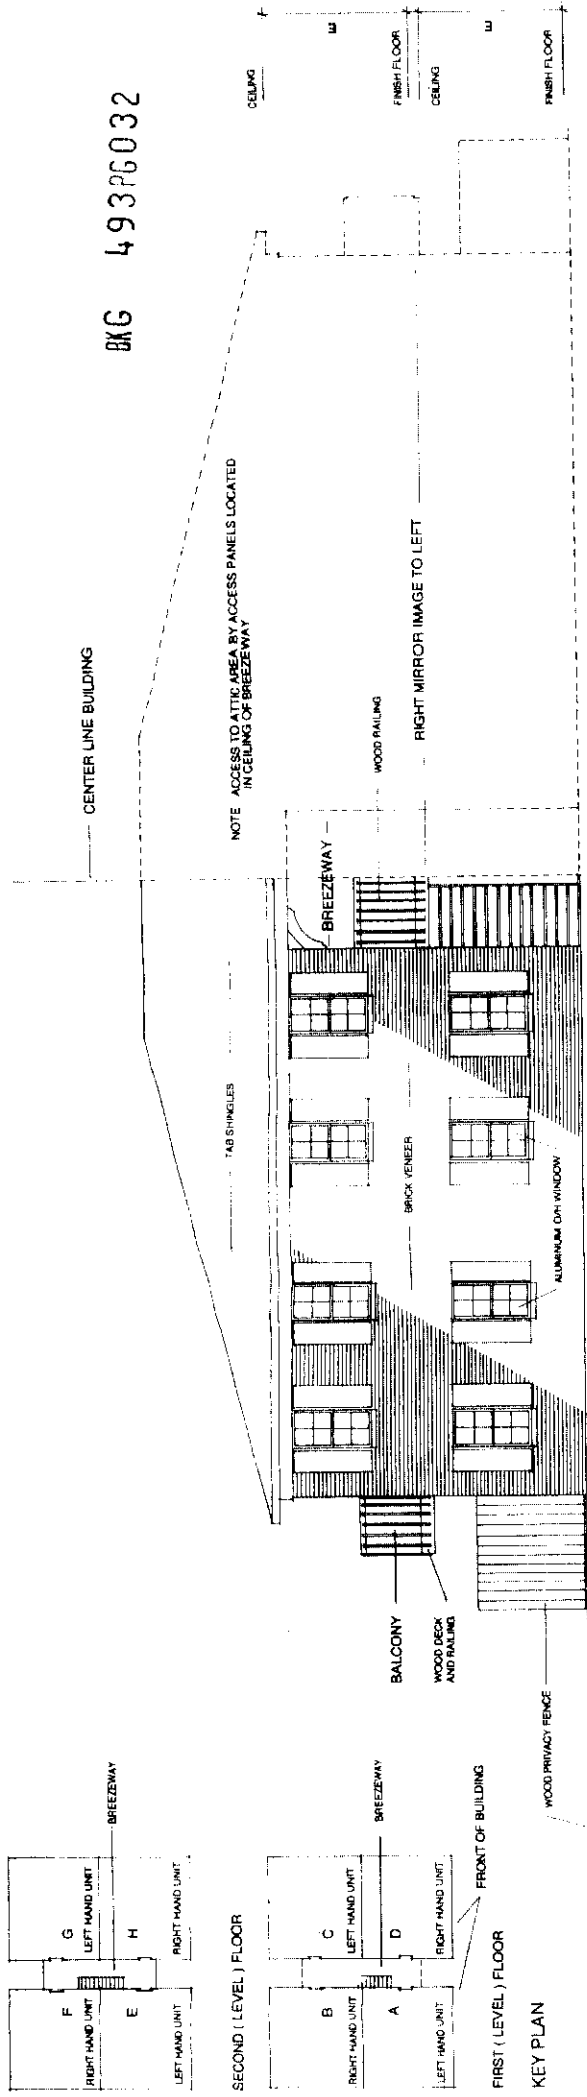 BKG 493PG032
CENTER LINE BUILDING
NOTE ACCESS TO ATTIC AREA BY ACCESS PANELS LOCATED
IN CEILING OF BREEZEWAY
TAB SHINGLES
BREEZEWAY
WOOD RAILING
RIGHT MIRROR IMAGE TO LEFT
BRICK VENEER
ALUMINUM D/H WINDOW
BALCONY
WOOD DECK
AND RAILING
WOOD PRIVACY FENCE
CEILING
E
FINISH FLOOR
CEILING
E
FINISH FLOOR
BREEZEWAY
F
G
RIGHT HAND UNIT
LEFT HAND UNIT
E
H
LEFT HAND UNIT
RIGHT HAND UNIT
SECOND ( LEVEL ) FLOOR
BREEZEWAY
B
C
RIGHT HAND UNIT
LEFT HAND UNIT
A
D
LEFT HAND UNIT
RIGHT HAND UNIT
FRONT OF BUILDING
FIRST ( LEVEL ) FLOOR
KEY PLAN